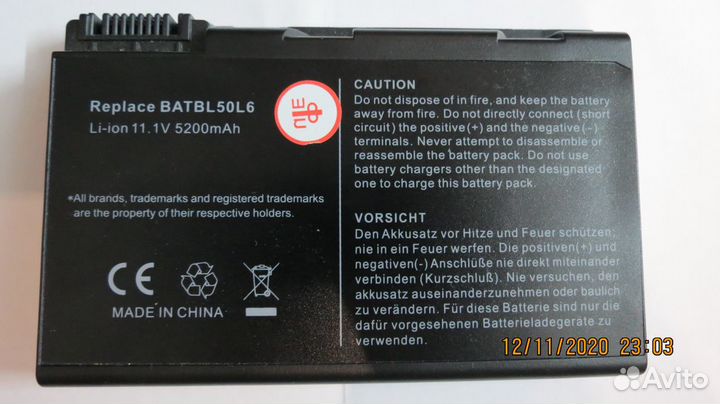 Replace BATBL50L6
Li-ion 11.1V 5200mAh
*All brands, trademarks and registered trademarks
are the property of their respective holders.
CE
MADE IN CHINA
CAUTION
Do not dispose of in fire, and keep the battery
away from fire. Do not directly connect (short
circuit) the positive(+) and the negative(-)
terminals. Never attempt to disassemble or
reassemble the battery pack. Do not use
battery chargers other than the designated
one to charge this battery pack.
VORSICHT
Den Akkusatz vor Hitze und Feuer schützen;
nie in ein Feuer werfen. Die positiven(+) und
negativen(-) Anschlüße nie direkt miteinander
verbinden (Kurzschluß). Nie versuchen, den
akkusatz auseinanderzunehmen oder baulich
zu verändern. Für diese Batterie sind nur die
dafür vorgesehenen Batterieladegeräte zu
verwenden.
12/11/2020 23:03
Avito